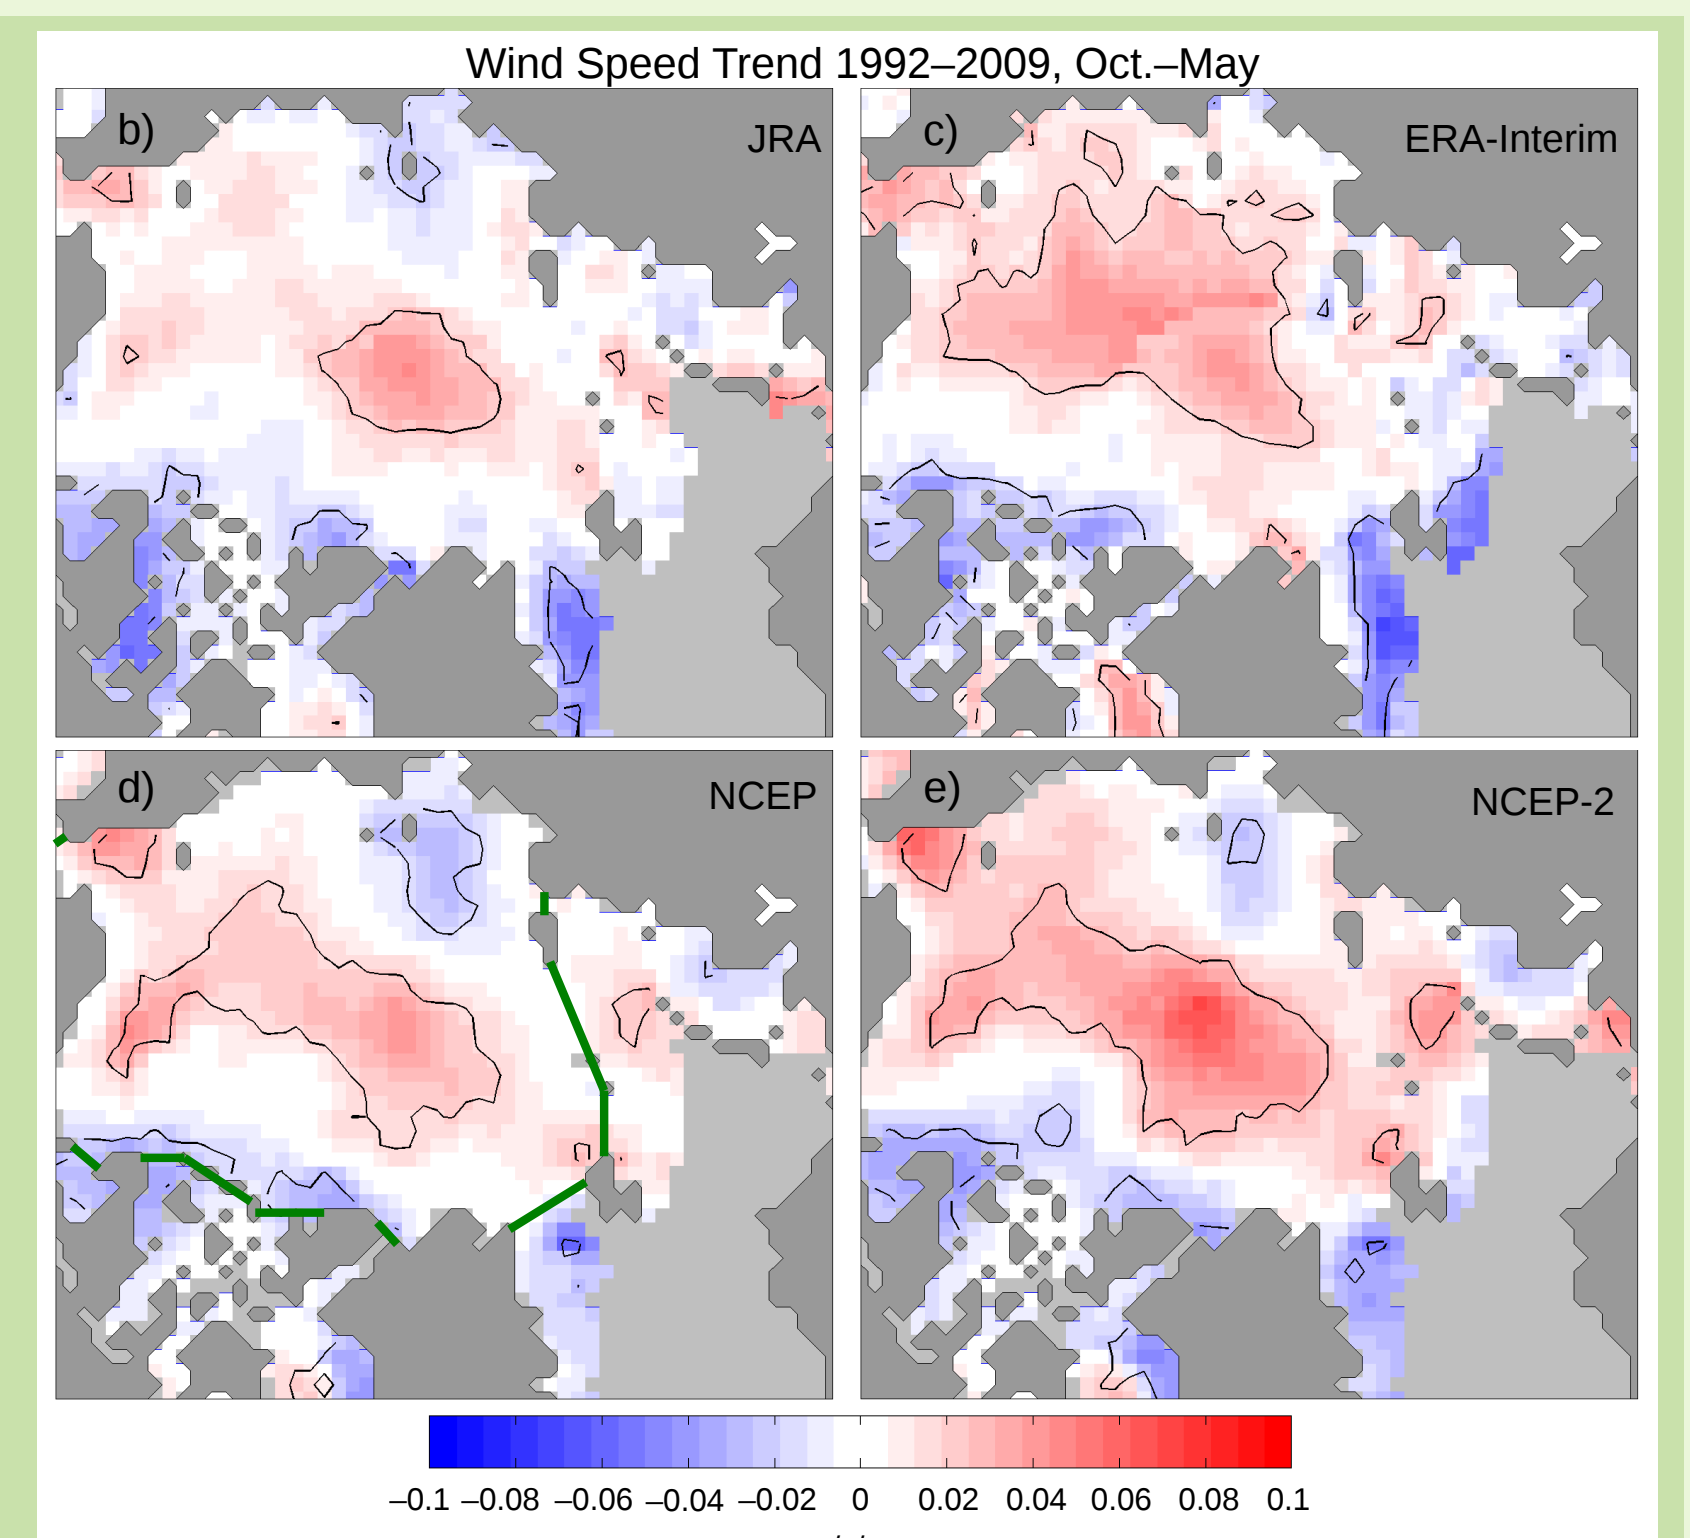 Wind Speed Trend 1992–2009, Oct.–May
b) JRA
c) ERA-Interim
d) NCEP
e) NCEP-2
–0.1 –0.08 –0.06 –0.04 –0.02 0 0.02 0.04 0.06 0.08 0.1